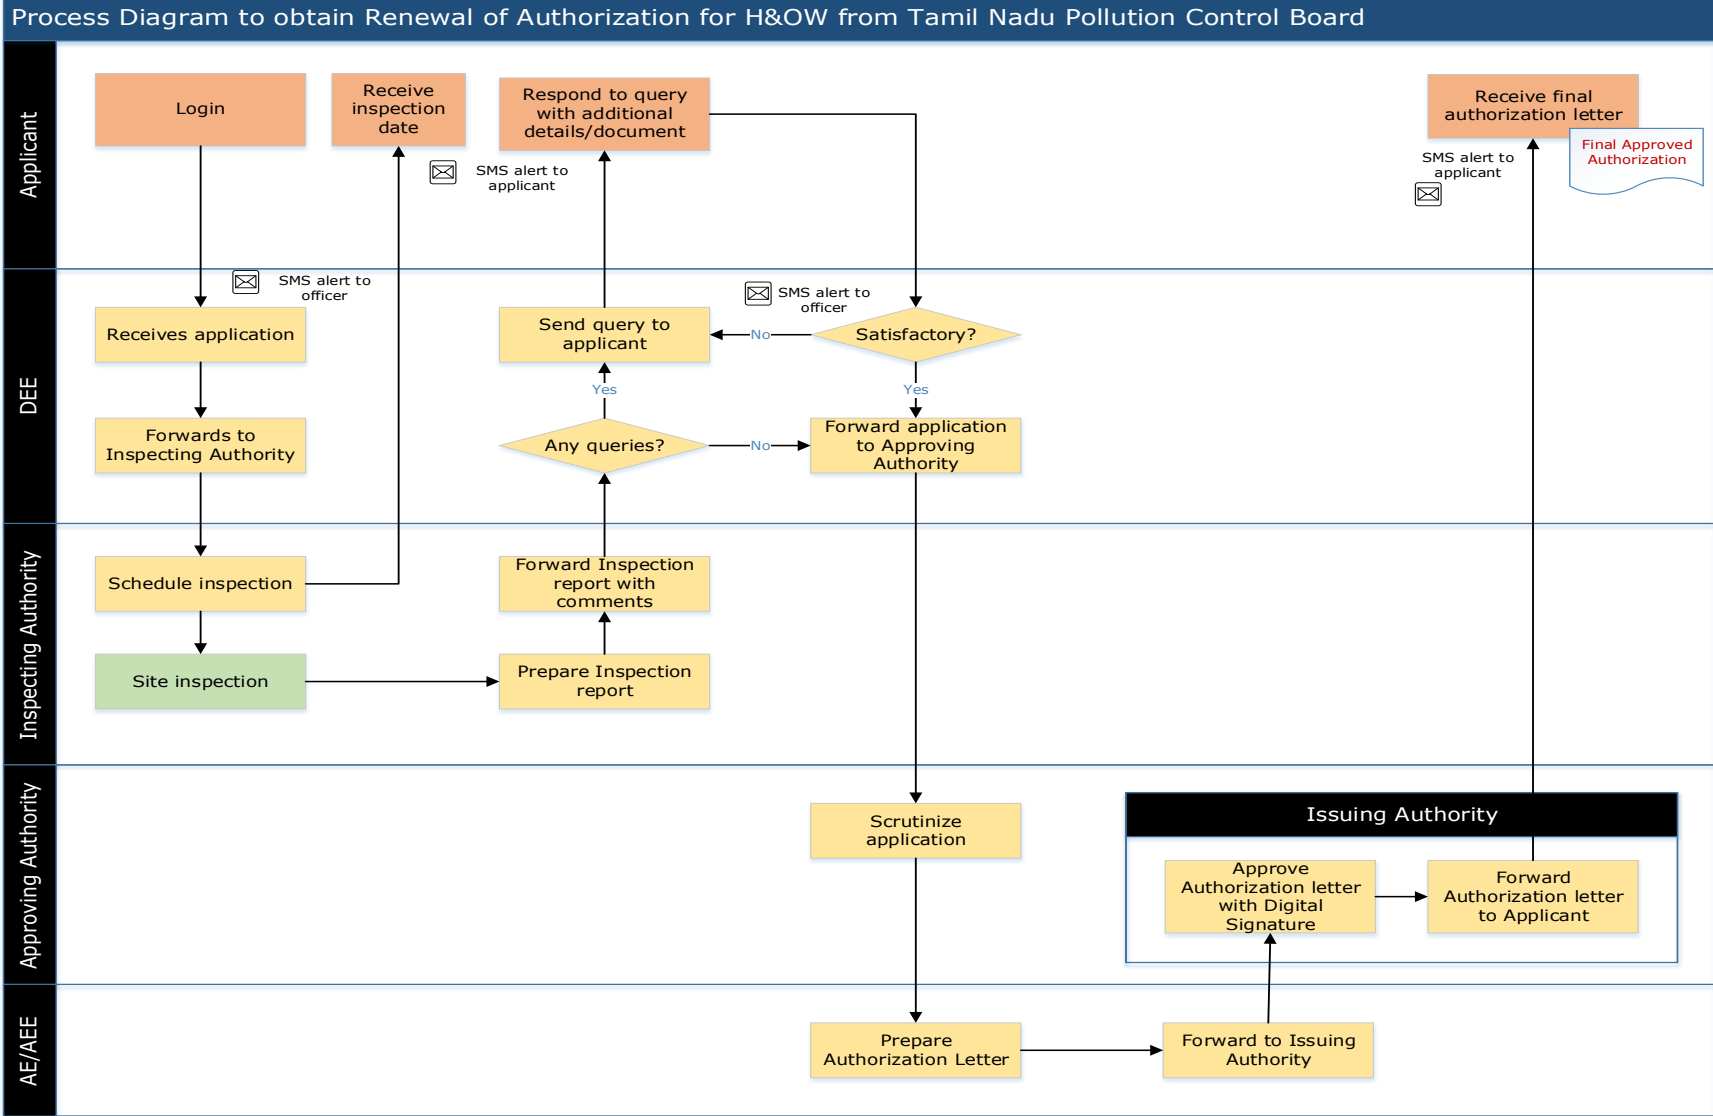 Process Diagram to obtain Renewal of Authorization for H&OW from Tamil Nadu Pollution Control Board
Applicant
Login
Receive
inspection
date
Respond to query
with additional
details/document
Receive final
authorization letter
Final Approved
Authorization
SMS alert to
applicant
SMS alert to
applicant
DEE
SMS alert to
officer
SMS alert to
officer
Receives application
Send query to
applicant
No
Satisfactory?
Yes
Yes
Forwards to
Inspecting Authority
Any queries?
No
Forward application
to Approving
Authority
Inspecting Authority
Schedule inspection
Forward Inspection
report with
comments
Site inspection
Prepare Inspection
report
Approving Authority
Scrutinize
application
Issuing Authority
Approve
Authorization letter
with Digital
Signature
Forward
Authorization letter
to Applicant
AE/AEE
Prepare
Authorization Letter
Forward to Issuing
Authority